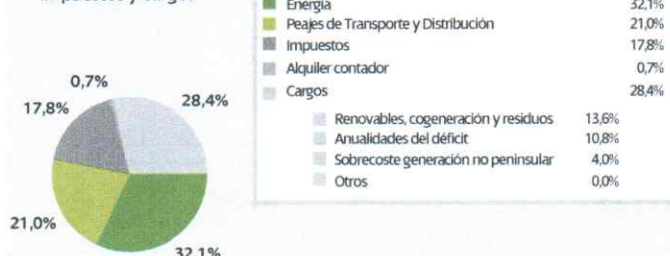 Energía 32,1%
Peajes de Transporte y Distribución 21,0%
Impuestos 17,8%
Alquiler contador 0,7%
Cargos 28,4%
Renovables, cogeneración y residuos 13,6%
Anualidades del déficit 10,8%
Sobrecoste generación no peninsular 4,0%
Otros 0,0%
0,7%
17,8%
28,4%
21,0%
32,1%